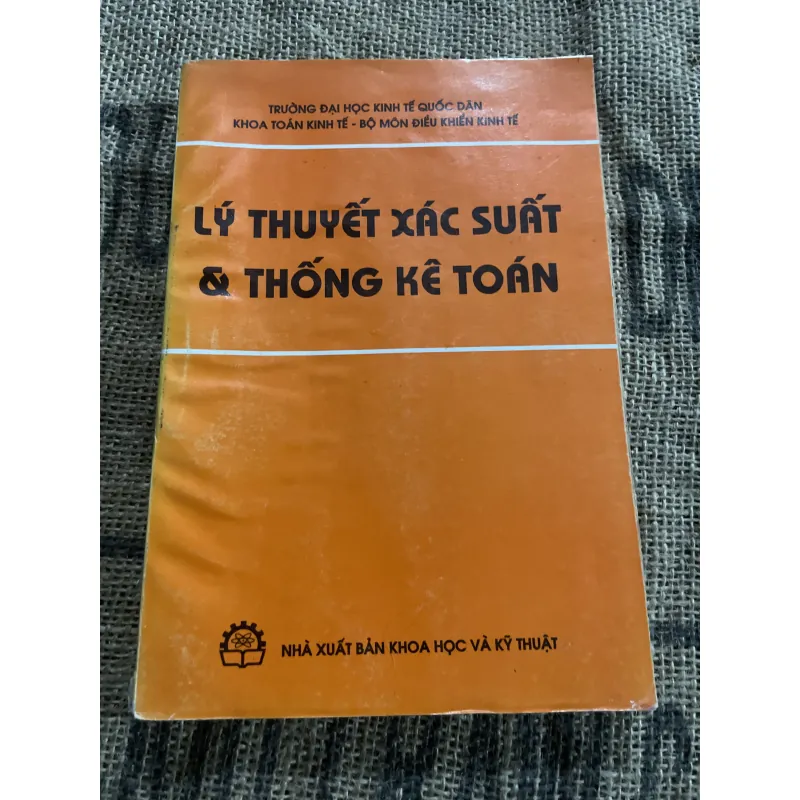 TRƯỜNG ĐẠI HỌC KINH TẾ QUỐC DÂN
KHOA TOÁN KINH TẾ - BỘ MÔN ĐIỀU KHIỂN KINH TẾ
LÝ THUYẾT XÁC SUẤT
& THỐNG KÊ TOÁN
NHÀ XUẤT BẢN KHOA HỌC VÀ KỸ THUẬT